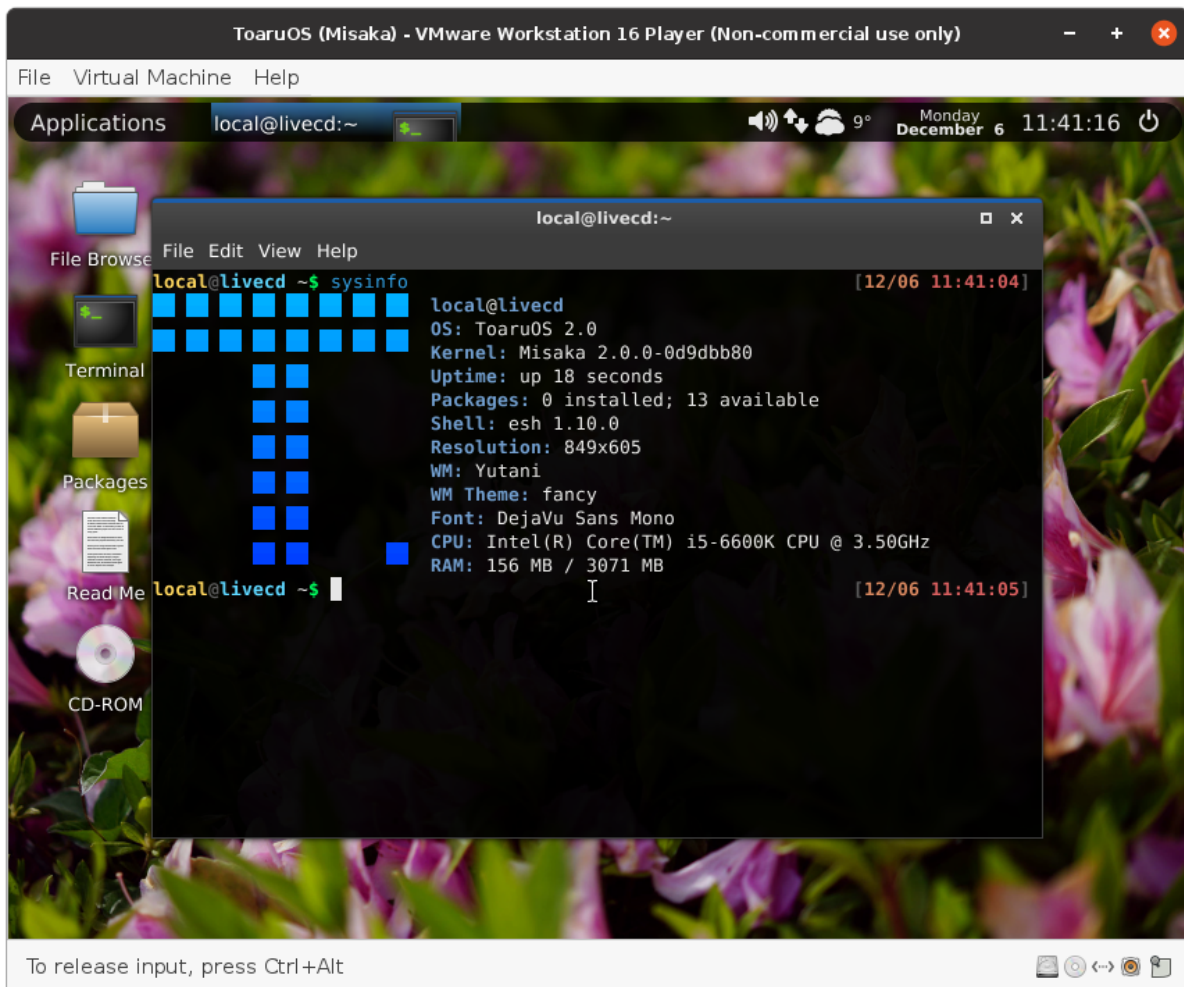 ToaruOS (Misaka) - VMware Workstation 16 Player (Non-commercial use only)
File Virtual Machine Help
Applications
local@livecd:~
$_
9°
Monday
December 6
11:41:16
File Browse
$_
Terminal
Packages
Read Me
CD-ROM
local@livecd:~
File Edit View Help
local@livecd ~$ sysinfo [12/06 11:41:04]
local@livecd
OS: ToaruOS 2.0
Kernel: Misaka 2.0.0-0d9dbb80
Uptime: up 18 seconds
Packages: 0 installed; 13 available
Shell: esh 1.10.0
Resolution: 849x605
WM: Yutani
WM Theme: fancy
Font: DejaVu Sans Mono
CPU: Intel(R) Core(TM) i5-6600K CPU @ 3.50GHz
RAM: 156 MB / 3071 MB
local@livecd ~$ [12/06 11:41:05]
To release input, press Ctrl+Alt